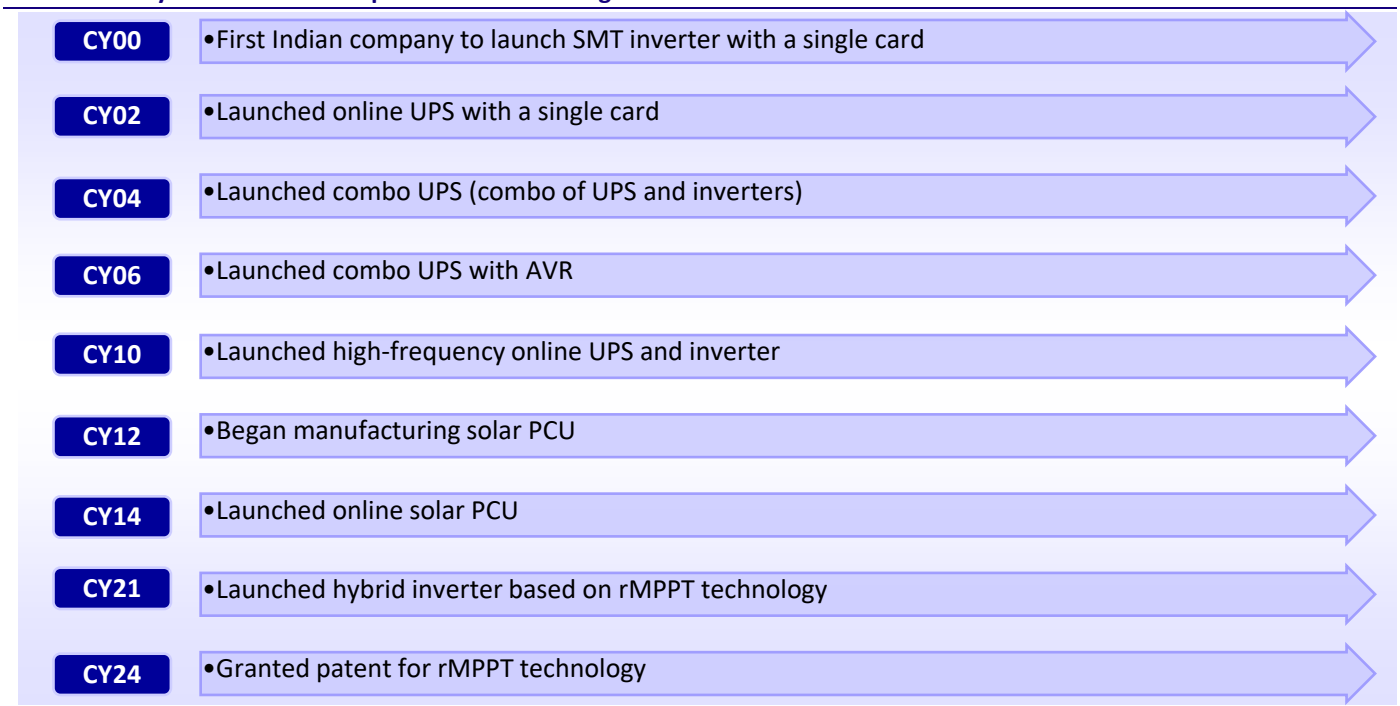 CY00
•First Indian company to launch SMT inverter with a single card
CY02
•Launched online UPS with a single card
CY04
•Launched combo UPS (combo of UPS and inverters)
CY06
•Launched combo UPS with AVR
CY10
•Launched high-frequency online UPS and inverter
CY12
•Began manufacturing solar PCU
CY14
•Launched online solar PCU
CY21
•Launched hybrid inverter based on rMPPT technology
CY24
•Granted patent for rMPPT technology